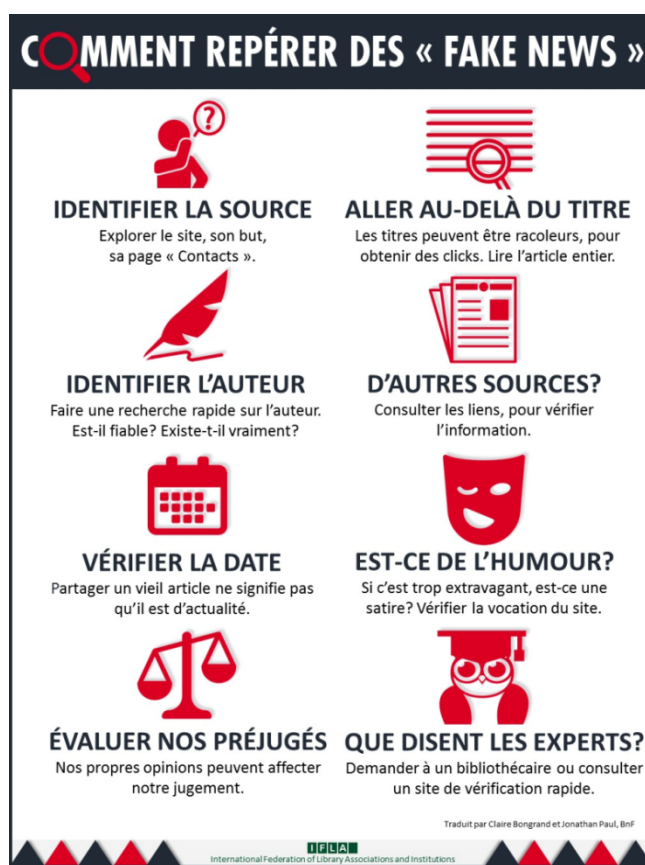 COMMENT REPÉRER DES « FAKE NEWS »
?
IDENTIFIER LA SOURCE
Explorer le site, son but,
sa page « Contacts ».
ALLER AU-DELÀ DU TITRE
Les titres peuvent être racoleurs, pour
obtenir des clicks. Lire l’article entier.
IDENTIFIER L’AUTEUR
Faire une recherche rapide sur l’auteur.
Est-il fiable? Existe-t-il vraiment?
D’AUTRES SOURCES?
Consulter les liens, pour vérifier
l’information.
VÉRIFIER LA DATE
Partager un vieil article ne signifie pas
qu’il est d’actualité.
EST-CE DE L’HUMOUR?
Si c’est trop extravagant, est-ce une
satire? Vérifier la vocation du site.
ÉVALUER NOS PRÉJUGÉS
Nos propres opinions peuvent affecter
notre jugement.
QUE DISENT LES EXPERTS?
Demander à un bibliothécaire ou consulter
un site de vérification rapide.
Traduit par Claire Bongrand et Jonathan Paul, BnF
IFLA
International Federation of Library Associations and Institutions